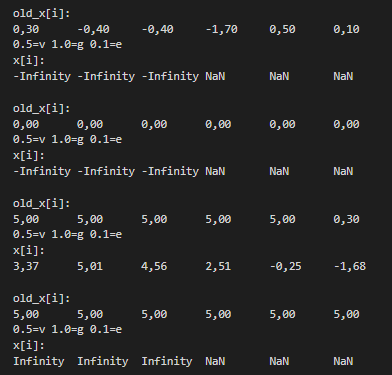 old_x[i]:
0,30 -0,40 -0,40 -1,70 0,50 0,10
0.5=v 1.0=g 0.1=e
x[i]:
-Infinity -Infinity -Infinity NaN NaN NaN
old_x[i]:
0,00 0,00 0,00 0,00 0,00 0,00
0.5=v 1.0=g 0.1=e
x[i]:
-Infinity -Infinity -Infinity NaN NaN NaN
old_x[i]:
5,00 5,00 5,00 5,00 5,00 0,30
0.5=v 1.0=g 0.1=e
x[i]:
3,37 5,01 4,56 2,51 -0,25 -1,68
old_x[i]:
5,00 5,00 5,00 5,00 5,00 5,00
0.5=v 1.0=g 0.1=e
x[i]:
Infinity Infinity Infinity NaN NaN NaN